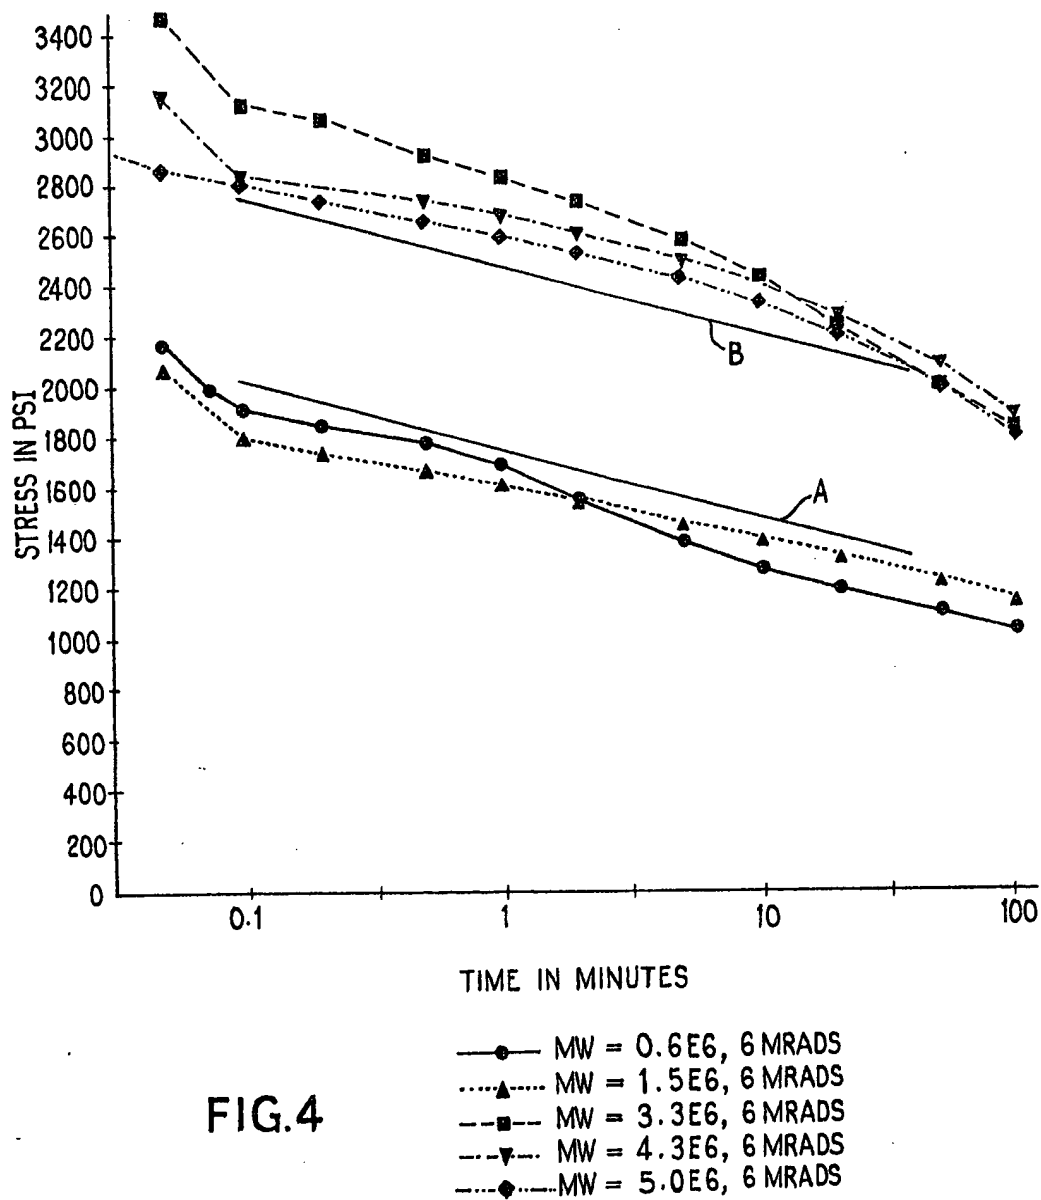 3400
3200
3000
2800
2600
2400
2200
2000
1800
1600
1400
1200
1000
800
600
400
200
0
STRESS IN PSI
B
A
0.1
1
10
100
TIME IN MINUTES
MW = 0.6E6, 6 MRADS
MW = 1.5E6, 6 MRADS
MW = 3.3E6, 6 MRADS
MW = 4.3E6, 6 MRADS
MW = 5.0E6, 6 MRADS
FIG.4